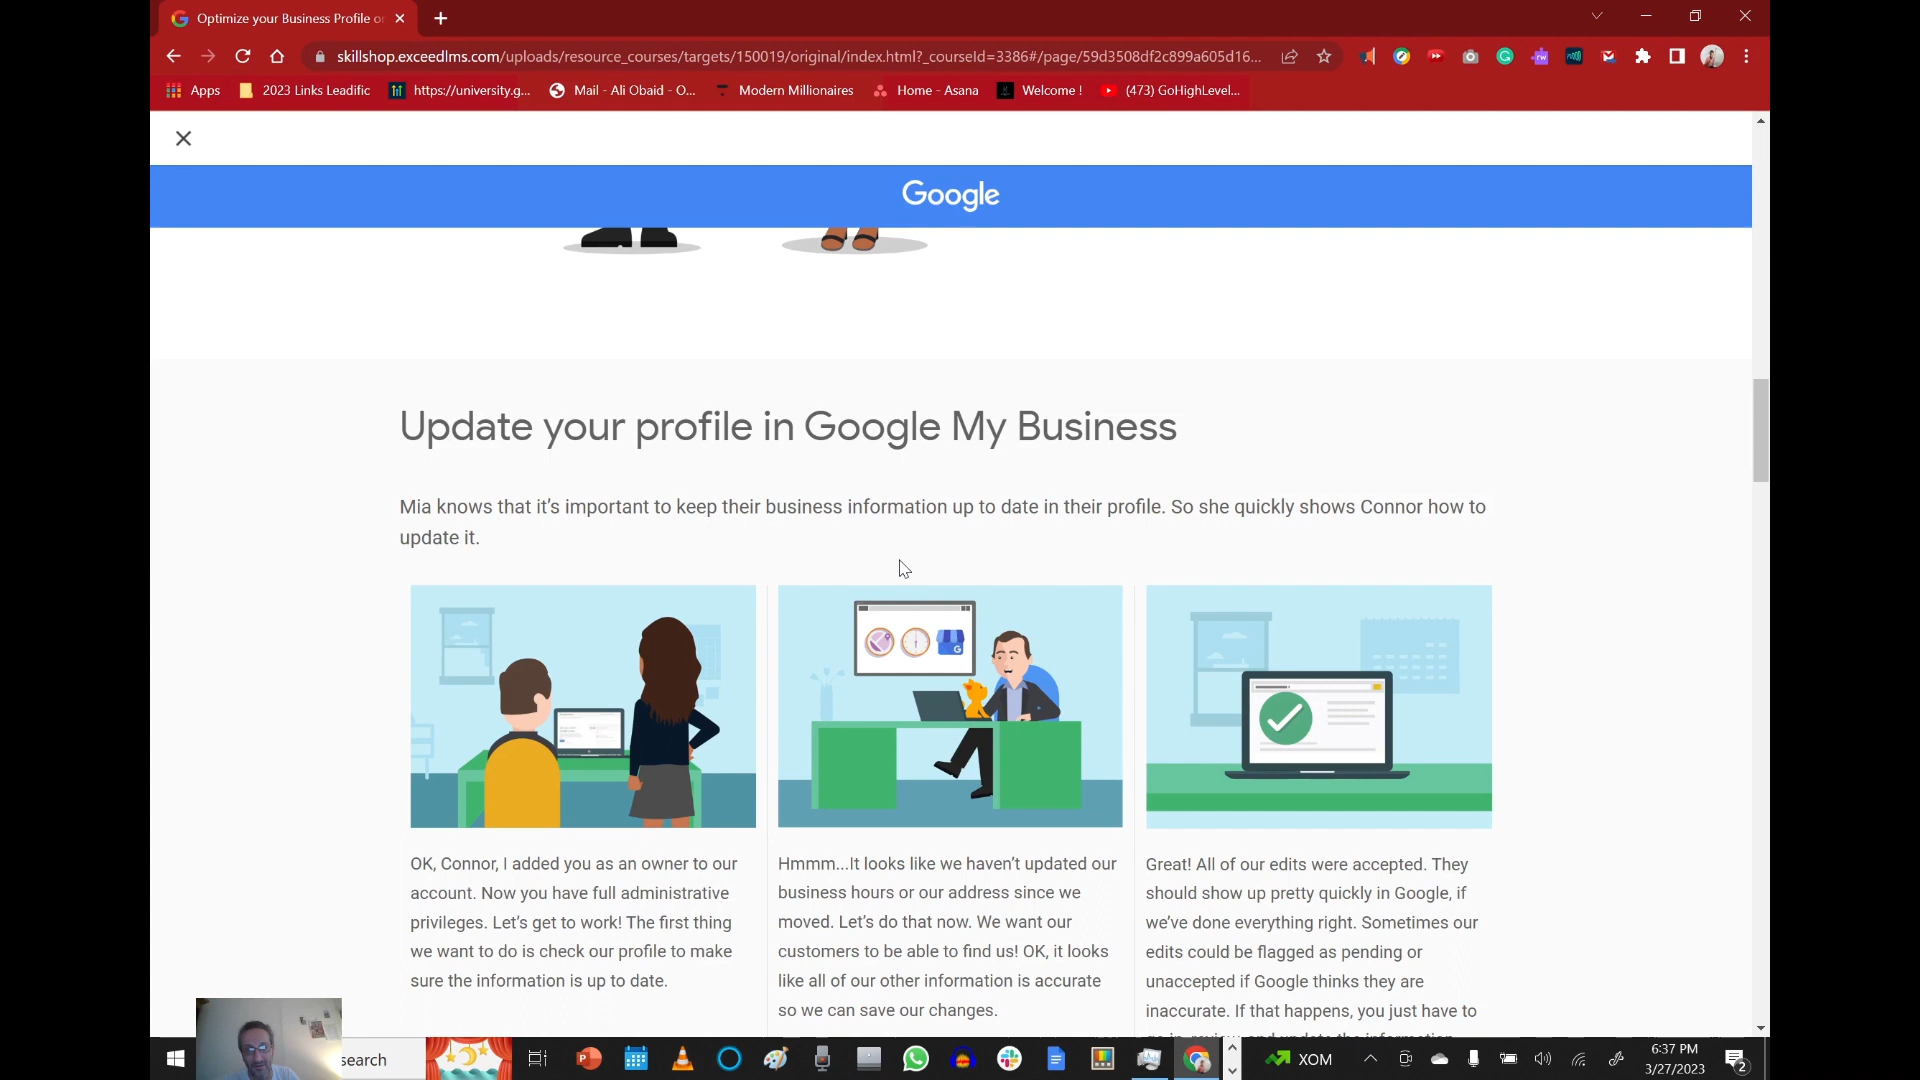 Optimize your Business Profile or
skillshop.exceedlms.com/uploads/resource_courses/targets/150019/original/index.html?_courseId=3386#/page/59d3508df2c899a605d16...
Apps 2023 Links Leadific https://university.g... Mail - Ali Obaid - O... Modern Millionaires Home - Asana Welcome ! (473) GoHighLevel...
Google
Update your profile in Google My Business
Mia knows that it’s important to keep their business information up to date in their profile. So she quickly shows Connor how to
update it.
OK, Connor, I added you as an owner to our
account. Now you have full administrative
privileges. Let’s get to work! The first thing
we want to do is check our profile to make
sure the information is up to date.
Hmmm...It looks like we haven’t updated our
business hours or our address since we
moved. Let’s do that now. We want our
customers to be able to find us! OK, it looks
like all of our other information is accurate
so we can save our changes.
Great! All of our edits were accepted. They
should show up pretty quickly in Google, if
we’ve done everything right. Sometimes our
edits could be flagged as pending or
unaccepted if Google thinks they are
inaccurate. If that happens, you just have to
search
XOM
6:37 PM
3/27/2023
2